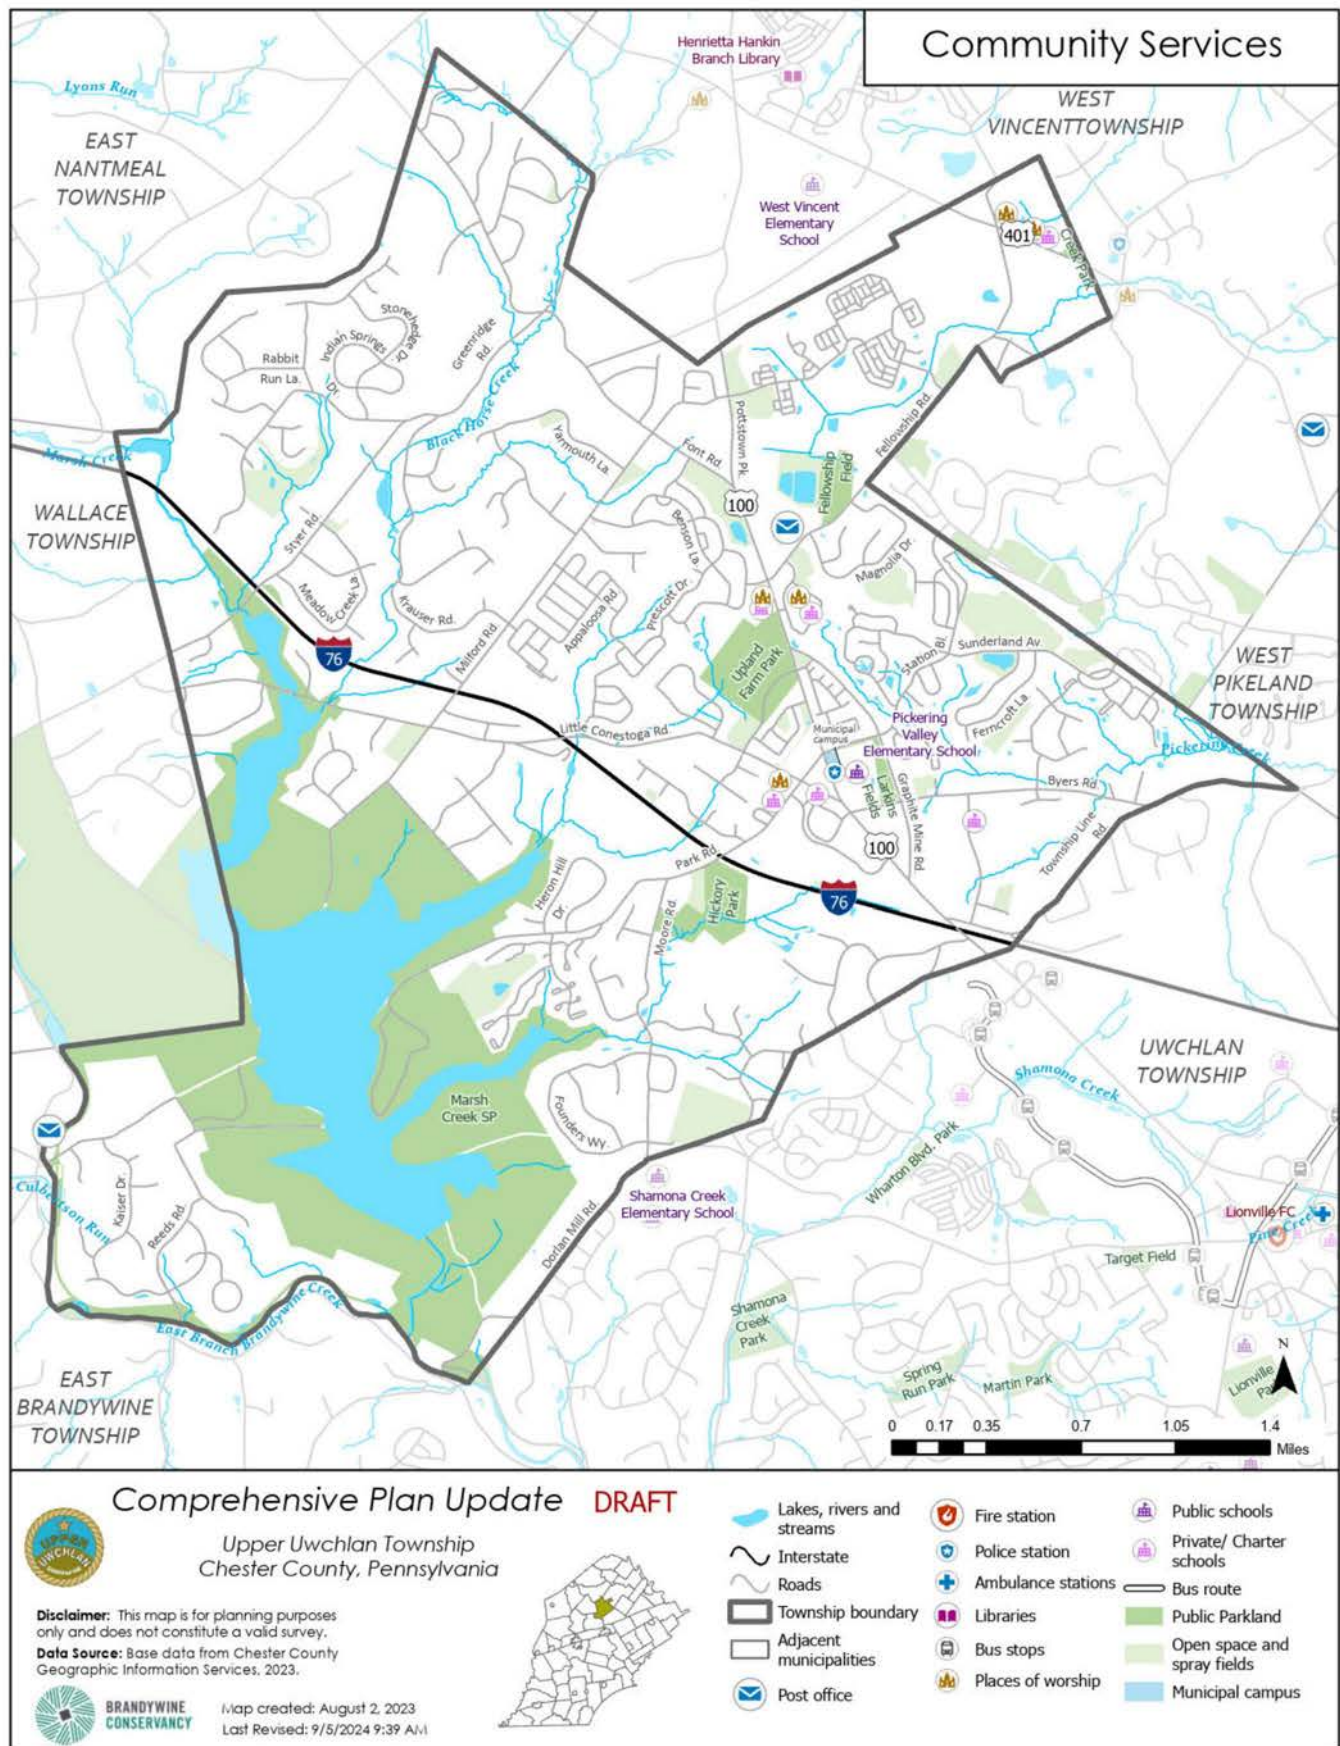 Community Services
Henrietta Hankin
Branch Library
Lyons Run
EAST
NANTMEAL
TOWNSHIP
WEST
VINCENTTOWNSHIP
West Vincent
Elementary
School
401
Creek Park
Stonehedge Dr
Indian Springs
Dr.
Rabbit
Run La.
Greenridge
Rd.
Black Horse Creek
Marsh Creek
Yarmouth La.
Font Rd.
Pottstown Pk.
Fellowship Rd.
Fellowship
Field
100
WALLACE
TOWNSHIP
Styer Rd.
Meadow
Creek La
Krauser Rd.
Milford Rd.
Appaloosa Rd.
Benson La.
Prescott Dr.
Magnolia Dr.
Station Bl.
Sunderland Av.
76
Upland
Farm Park
WEST
PIKELAND
TOWNSHIP
Little Conestoga Rd.
Municipal
campus
Pickering
Valley
Elementary School
Ferncroft La.
Pickering Creek
Byers Rd.
Larkins
Fields
Graphite Mine Rd
Township Line
Rd.
100
Park Rd.
Heron Hill
Dr.
Hickory
Park
Moore Rd.
76
UWCHLAN
TOWNSHIP
Shamona Creek
Marsh
Creek SP
Founders Wy.
Wharton Blvd. Park
Culbertson Run
Kaiser Dr.
Reeds Rd.
Shamona Creek
Elementary School
Dorlan Mill Rd.
Lionville FC
Pine Creek
Target Field
East Branch Brandywine Creek
Shamona
Creek
Park
EAST
BRANDYWINE
TOWNSHIP
Spring
Run Park
Martin Park
Lionville
N
0 0.17 0.35 0.7 1.05 1.4
Miles
Comprehensive Plan Update DRAFT
UPPER
UWCHLAN
Upper Uwchlan Township
Chester County, Pennsylvania
Disclaimer: This map is for planning purposes
only and does not constitute a valid survey.
Data Source: Base data from Chester County
Geographic Information Services, 2023.
BRANDYWINE
CONSERVANCY
Map created: August 2, 2023
Last Revised: 9/5/2024 9:39 AM
Lakes, rivers and
streams
Interstate
Roads
Township boundary
Adjacent
municipalities
Post office
Fire station
Police station
Ambulance stations
Libraries
Bus stops
Places of worship
Public schools
Private/ Charter
schools
Bus route
Public Parkland
Open space and
spray fields
Municipal campus